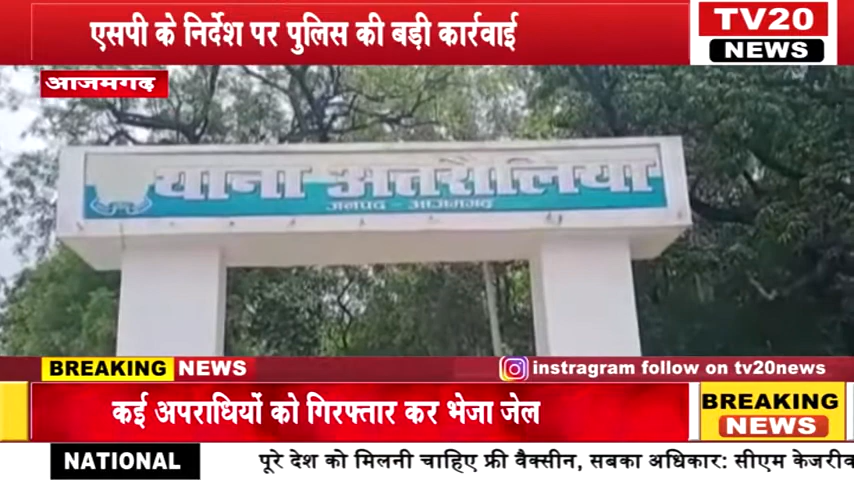 एसपी के निर्देश पर पुलिस की बड़ी कार्रवाई
TV20
NEWS
आजमगढ़
थाना अतरौलिया
जनपद - आजमगढ़
BREAKING NEWS
instragram follow on tv20news
कई अपराधियों को गिरफ्तार कर भेजा जेल
BREAKING
NEWS
NATIONAL
पूरे देश को मिलनी चाहिए फ्री वैक्सीन, सबका अधिकार: सीएम केजरीव